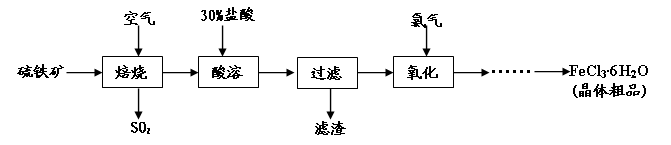 空气
30%盐酸
氯气
硫铁矿
焙烧
酸溶
过滤
氧化
······
FeCl₃·6H₂O
(晶体粗品)
SO₂
滤渣